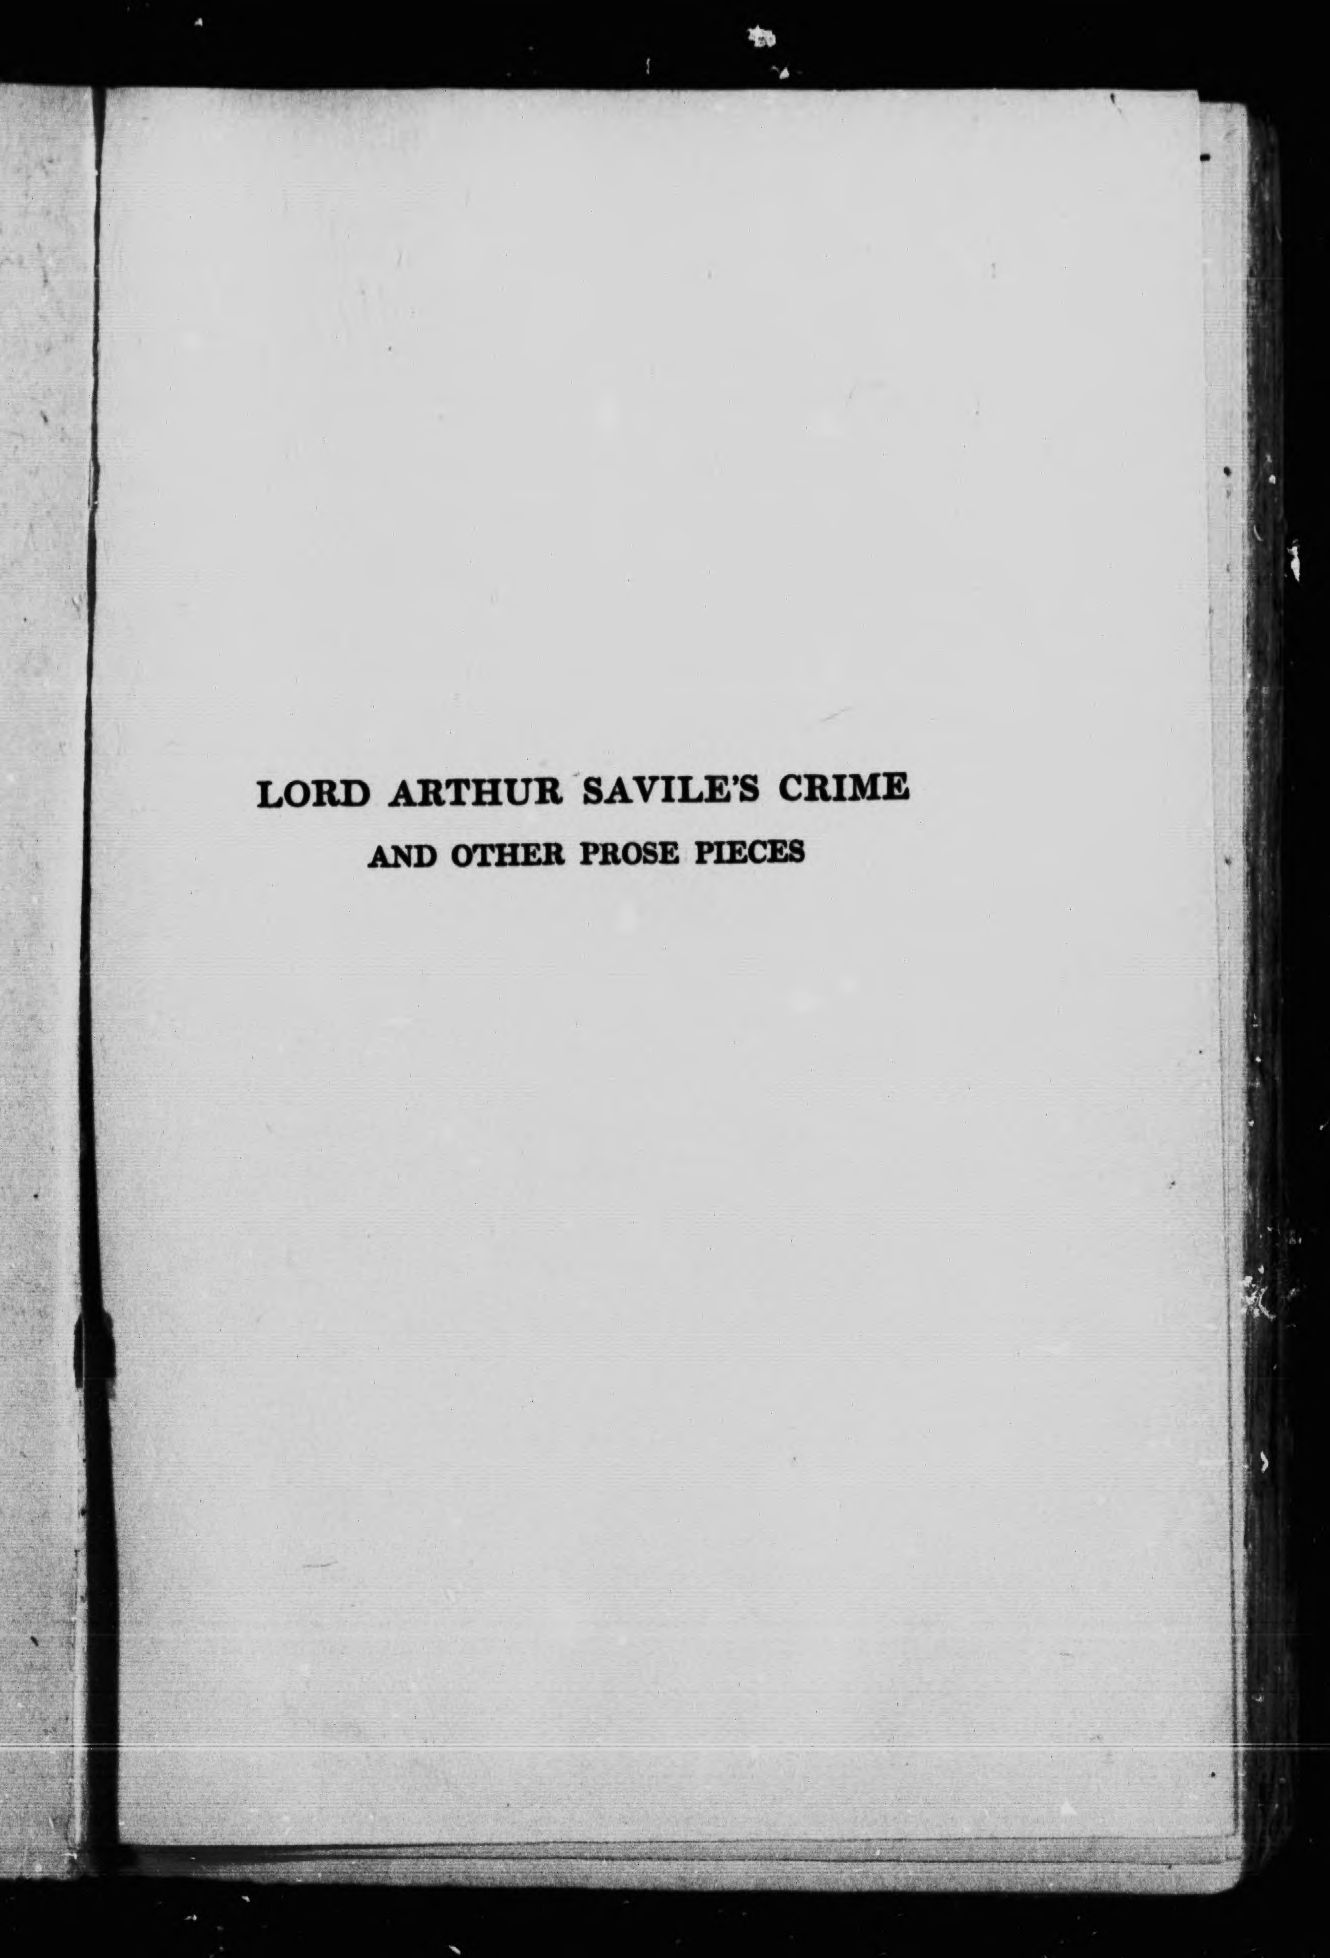 LORD ARTHUR SAVILE'S CRIME
AND OTHER PROSE PIECES